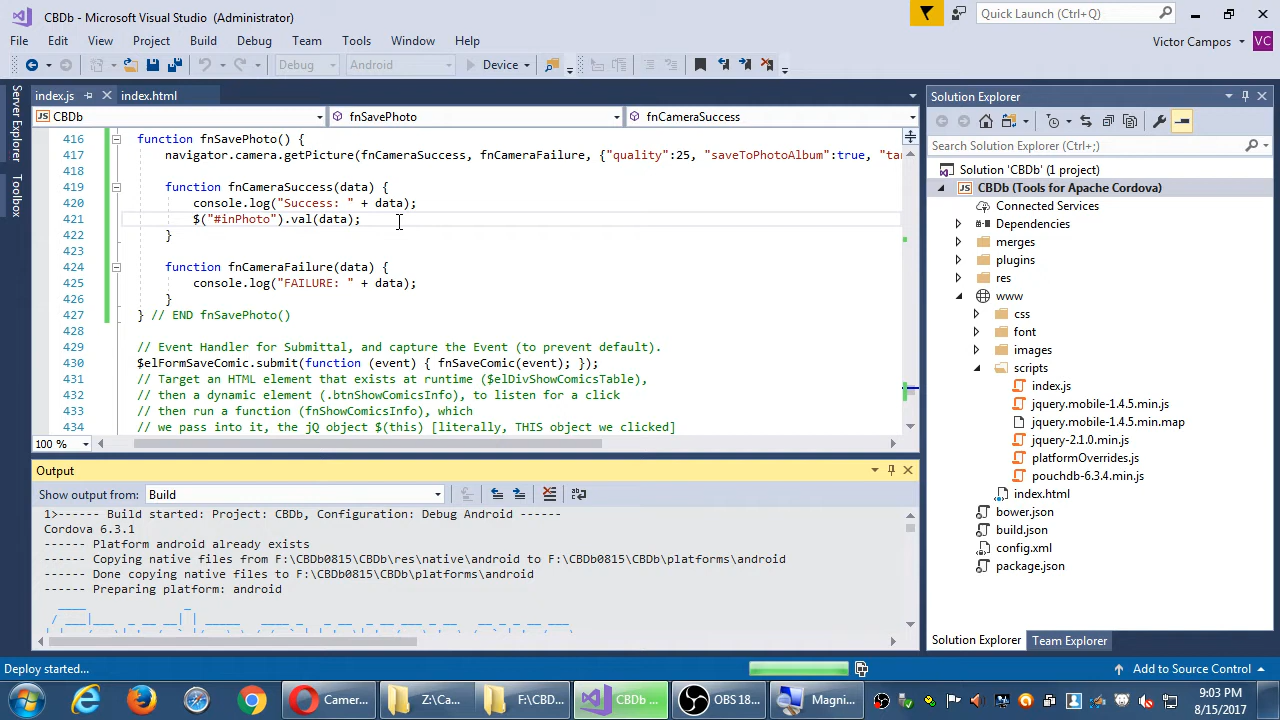 CBDb - Microsoft Visual Studio (Administrator)
Quick Launch (Ctrl+Q)
File Edit View Project Build Debug Team Tools Window Help
Victor Campos
VC
Debug
Android
Device
Server Explorer
Toolbox
index.js
index.html
CBDb
fnSavePhoto
fnCameraSuccess
416 function fnSavePhoto() {
417 navigator.camera.getPicture(fnCameraSuccess, fnCameraFailure, {"quality":25, "saveToPhotoAlbum":true, "tar
418
419 function fnCameraSuccess(data) {
420 console.log("Success: " + data);
421 $("#inPhoto").val(data);
422 }
423
424 function fnCameraFailure(data) {
425 console.log("FAILURE: " + data);
426 }
427 } // END fnSavePhoto()
428
429 // Event Handler for Submittal, and capture the Event (to prevent default).
430 $elFormSaveComic.submit(function (event) { fnSaveComic(event); });
431 // Target an HTML element that exists at runtime ($elDivShowComicsTable),
432 // then a dynamic element (.btnShowComicsInfo), to listen for a click
433 // then run a function (fnShowComicsInfo), which
434 // we pass into it, the jQ object $(this) [literally, THIS object we clicked]
100 %
Output
Show output from: Build
1>------ Build started: Project: CBDb, Configuration: Debug Android ------
Cordova 6.3.1
------ Platform android already exists
------ Copying native files from F:\CBDb0815\CBDb\res\native\android to F:\CBDb0815\CBDb\platforms\android
------ Done copying native files to F:\CBDb0815\CBDb\platforms\android
------ Preparing platform: android
Solution Explorer
Search Solution Explorer (Ctrl+;)
Solution 'CBDb' (1 project)
CBDb (Tools for Apache Cordova)
Connected Services
Dependencies
merges
plugins
res
www
css
font
images
scripts
index.js
jquery.mobile-1.4.5.min.js
jquery.mobile-1.4.5.min.map
jquery-2.1.0.min.js
platformOverrides.js
pouchdb-6.3.4.min.js
index.html
bower.json
build.json
config.xml
package.json
Solution Explorer
Team Explorer
Deploy started...
Add to Source Control
Camer...
Z:\Ca...
F:\CBD...
CBDb ...
OBS 18...
Magni...
9:03 PM
8/15/2017